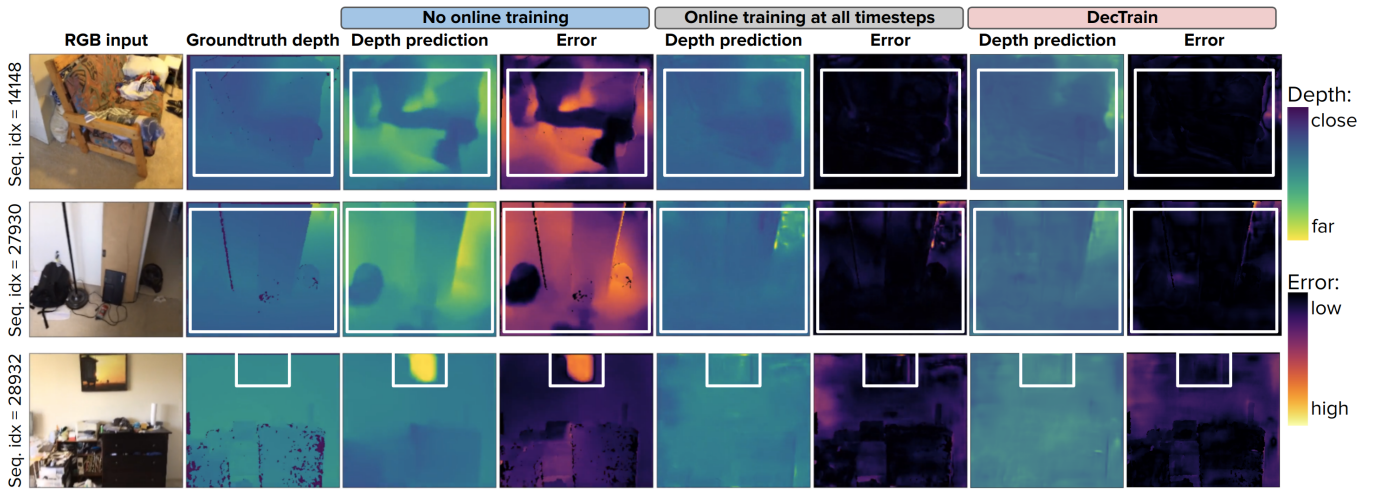 No online training
Online training at all timesteps
DecTrain
RGB input
Groundtruth depth
Depth prediction
Error
Depth prediction
Error
Depth prediction
Error
Seq. idx = 14148
Seq. idx = 27930
Seq. idx = 28932
Depth:
close
far
Error:
low
high